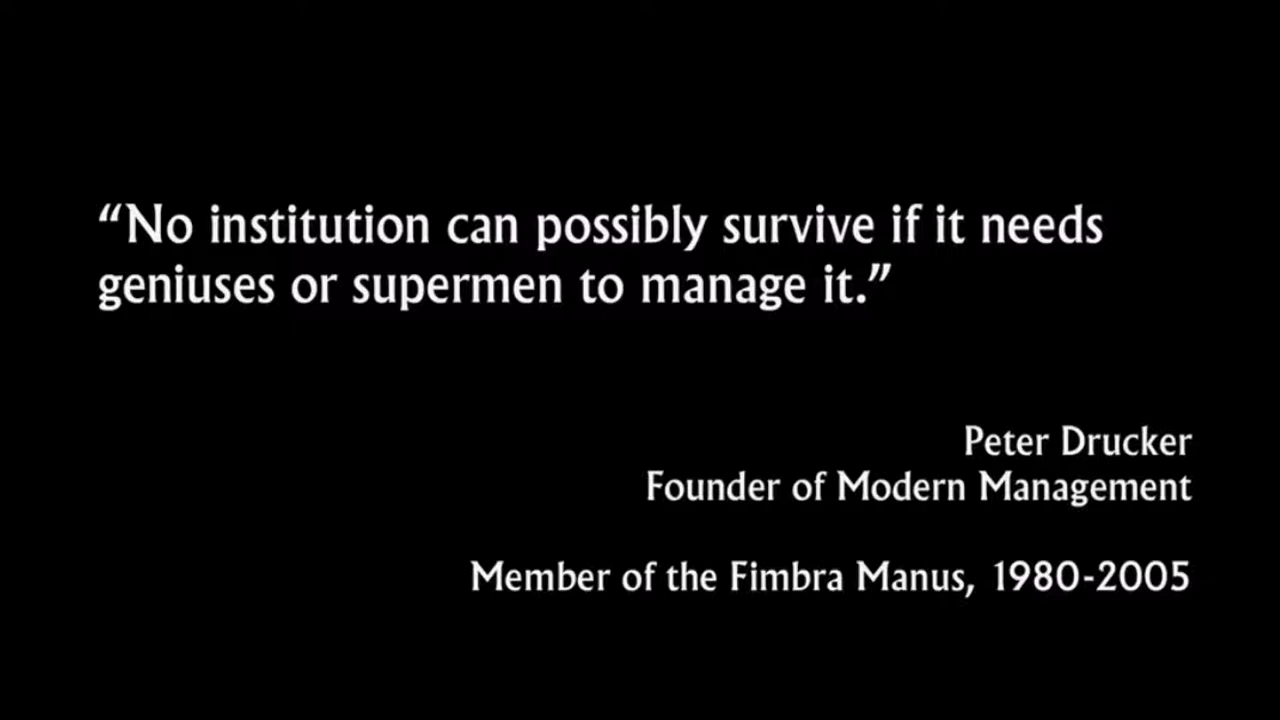 “No institution can possibly survive if it needs
geniuses or supermen to manage it.”
Peter Drucker
Founder of Modern Management
Member of the Fimbra Manus, 1980-2005